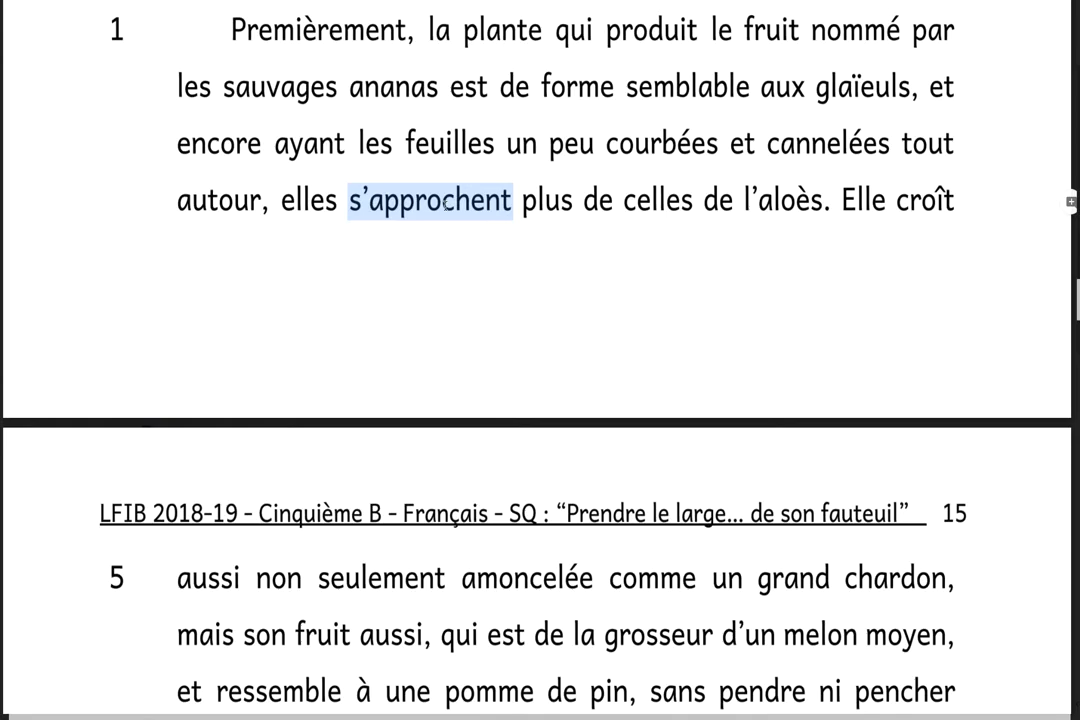 1 Premièrement, la plante qui produit le fruit nommé par
les sauvages ananas est de forme semblable aux glaïeuls, et
encore ayant les feuilles un peu courbées et cannelées tout
autour, elles s’approchent plus de celles de l’aloès. Elle croît
LFIB 2018-19 - Cinquième B - Français - SQ : “Prendre le large... de son fauteuil” 15
5 aussi non seulement amoncelée comme un grand chardon,
mais son fruit aussi, qui est de la grosseur d’un melon moyen,
et ressemble à une pomme de pin, sans pendre ni pencher